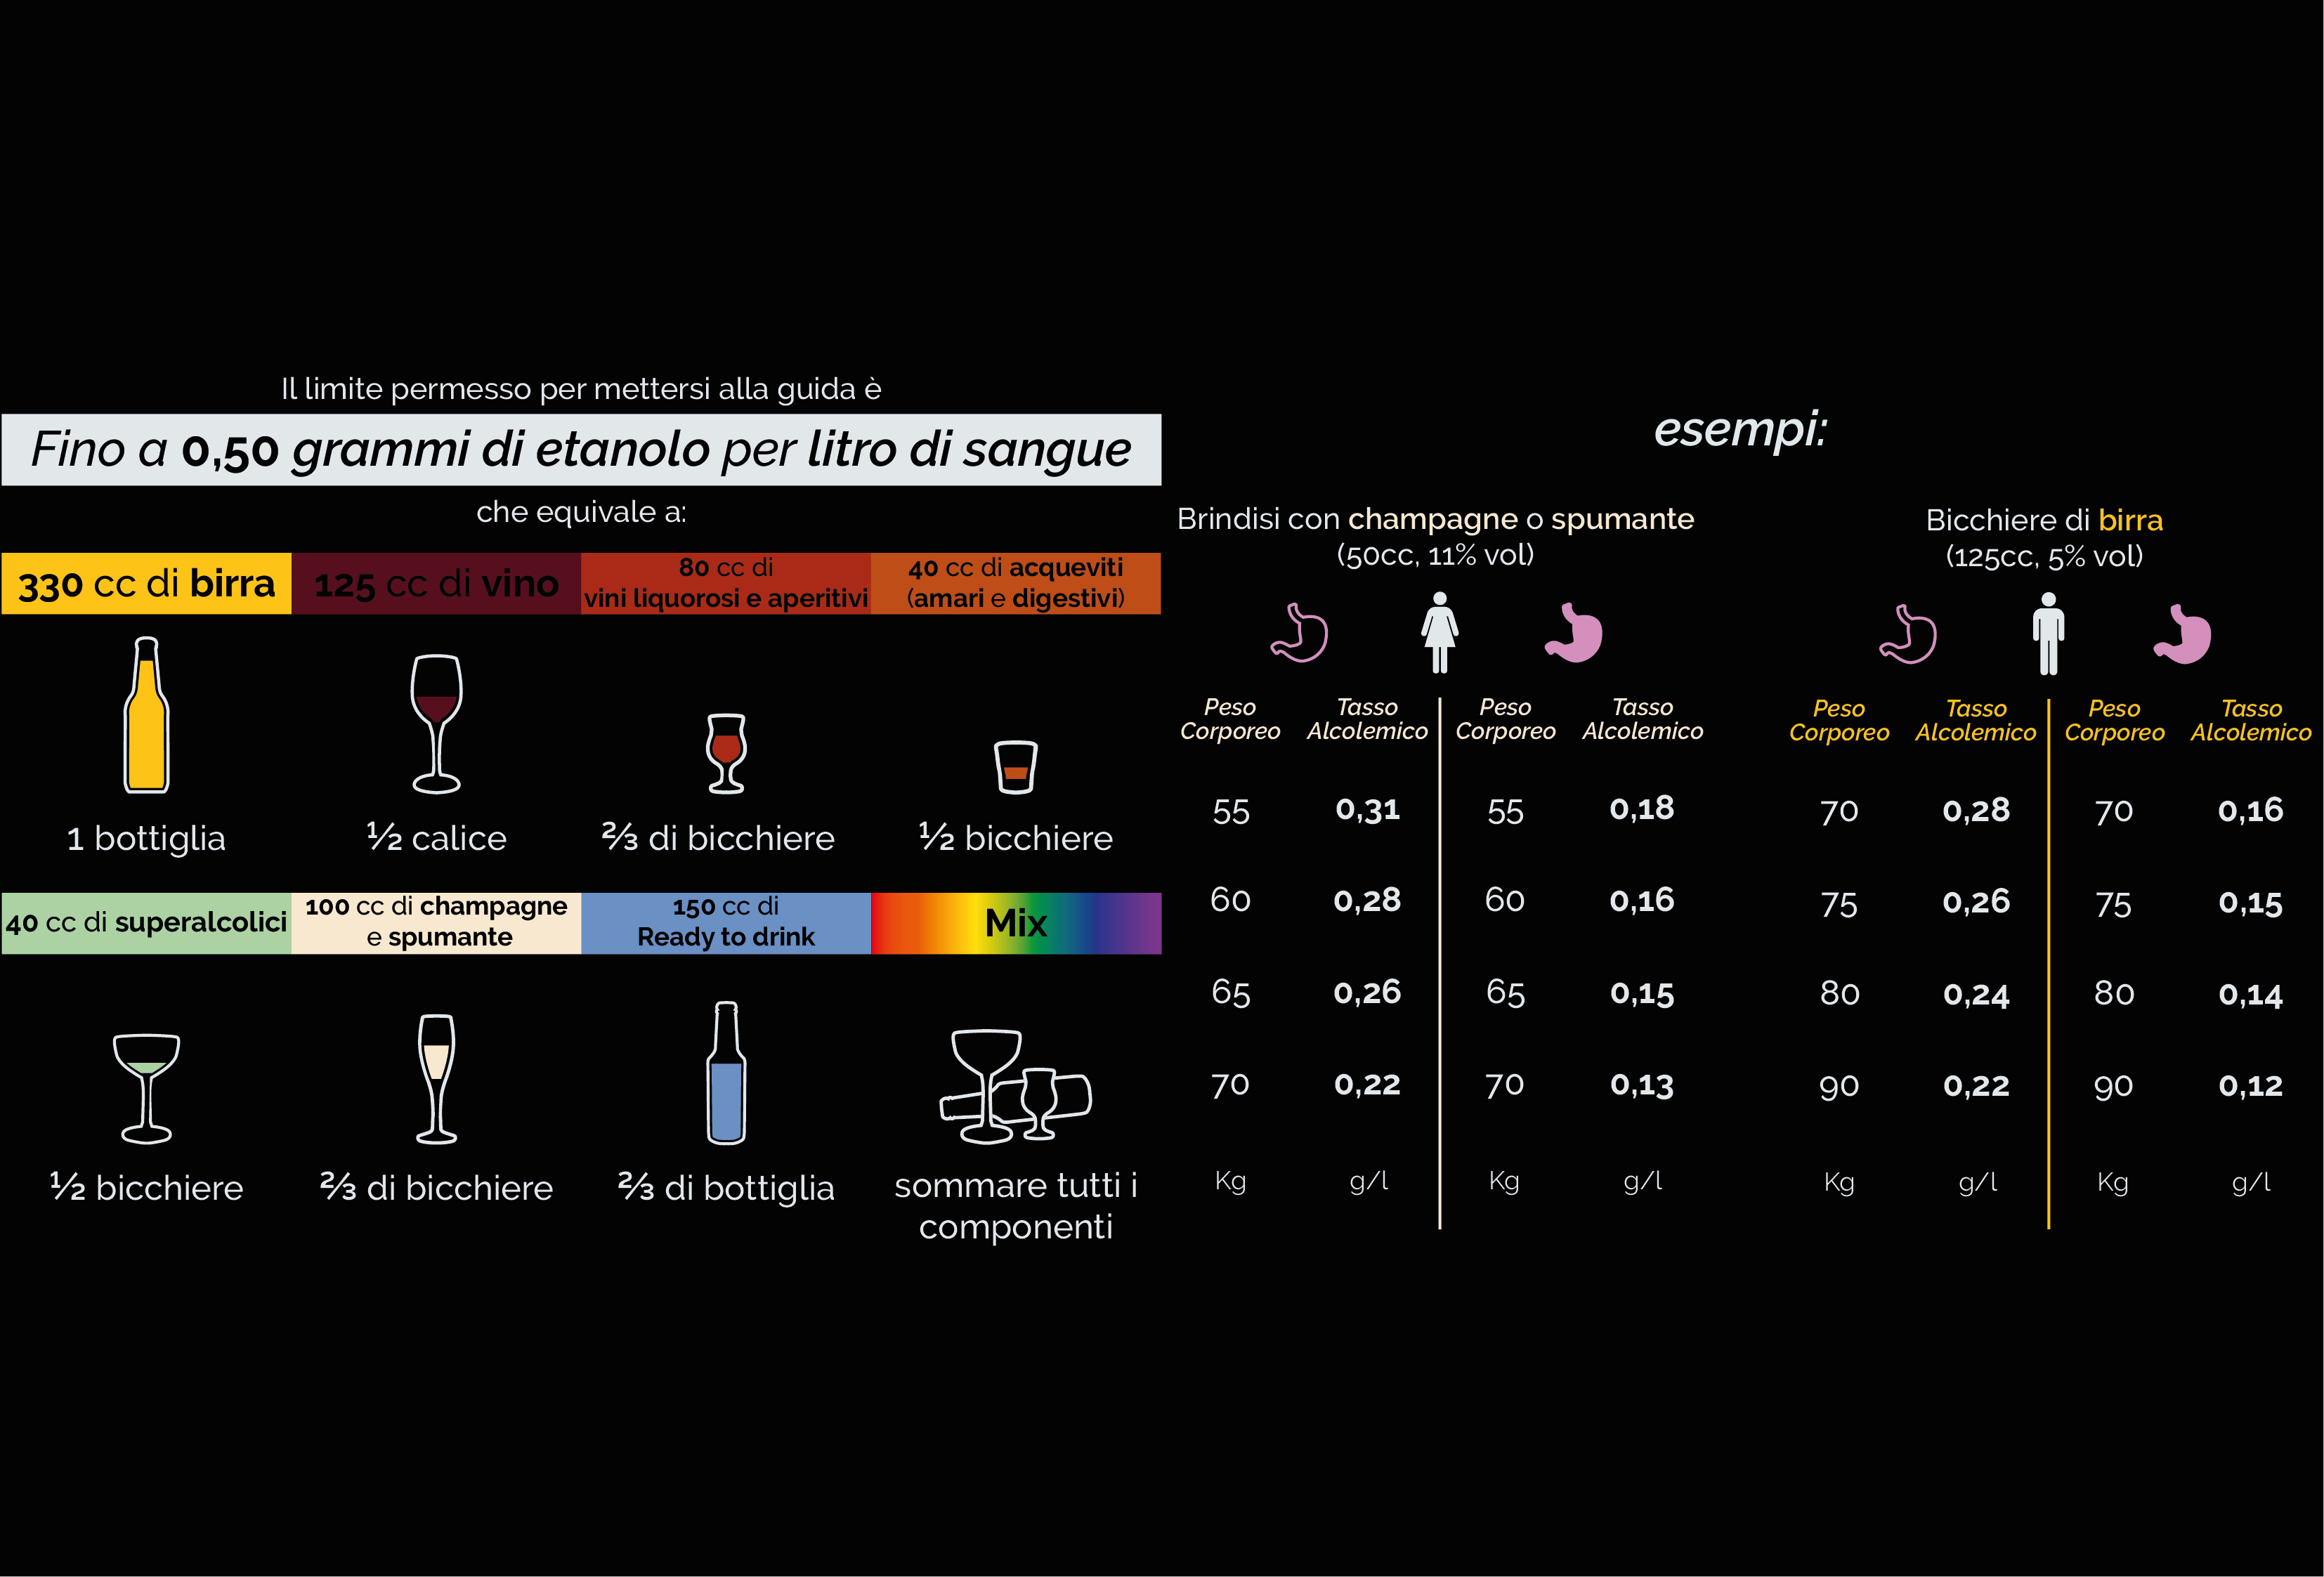 Il limite permesso per mettersi alla guida è
Fino a 0,50 grammi di etanolo per litro di sangue
che equivale a:
330 cc di birra
1 bottiglia
125 cc di vino
½ calice
80 cc di
vini liquorosi e aperitivi
⅔ di bicchiere
40 cc di acqueviti
(amari e digestivi)
½ bicchiere
40 cc di superalcolici
½ bicchiere
100 cc di champagne
e spumante
⅔ di bicchiere
150 cc di
Ready to drink
⅔ di bottiglia
Mix
sommare tutti i
componenti
esempi:
Brindisi con champagne o spumante
(50cc, 11% vol)
Peso Tasso Peso Tasso
Corporeo Alcolemico Corporeo Alcolemico
55 0,31 55 0,18
60 0,28 60 0,16
65 0,26 65 0,15
70 0,22 70 0,13
Kg g/l Kg g/l
Bicchiere di birra
(125cc, 5% vol)
Peso Tasso Peso Tasso
Corporeo Alcolemico Corporeo Alcolemico
70 0,28 70 0,16
75 0,26 75 0,15
80 0,24 80 0,14
90 0,22 90 0,12
Kg g/l Kg g/l